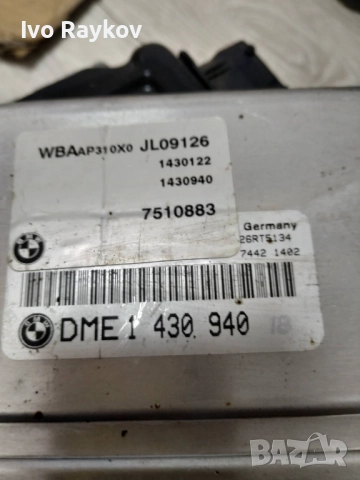 Ivo Raykov
WBAAP310X0 JL09126
1430122
1430940
7510883
Germany
26RT5134
7442 1402
DME 1 430 940 18
BAZAR